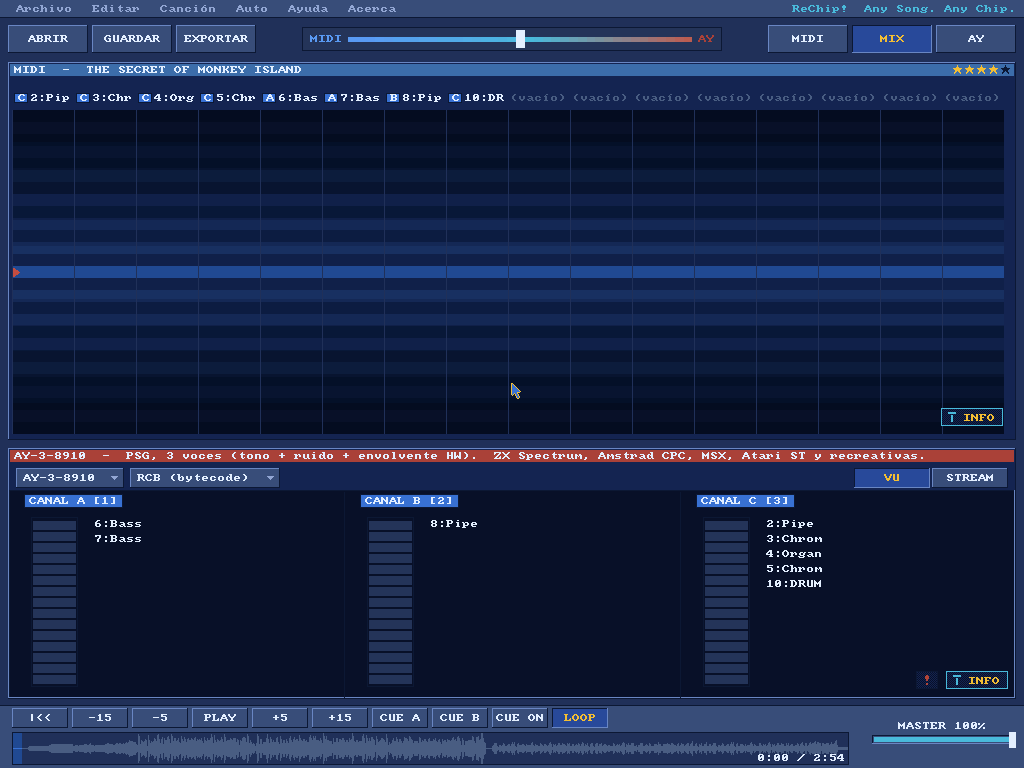 Archivo Editar Canción Auto Ayuda Acerca ReChip! Any Song. Any Chip.
ABRIR GUARDAR EXPORTAR MIDI AY MIDI MIX AY
MIDI - THE SECRET OF MONKEY ISLAND
C 2:Pip C 3:Chr C 4:Org C 5:Chr A 6:Bas A 7:Bas B 8:Pip C 10:DR (vacío) (vacío) (vacío) (vacío) (vacío) (vacío) (vacío) (vacío)
T INFO
AY-3-8910 - PSG, 3 voces (tono + ruido + envolvente HW). ZX Spectrum, Amstrad CPC, MSX, Atari ST y recreativas.
AY-3-8910 RCB (bytecode) VU STREAM
CANAL A [1] CANAL B [2] CANAL C [3]
6:Bass 8:Pipe 2:Pipe
7:Bass 3:Chrom
4:Organ
5:Chrom
10:DRUM
! T INFO
I<< -15 -5 PLAY +5 +15 CUE A CUE B CUE ON LOOP
MASTER 100%
0:00 / 2:54